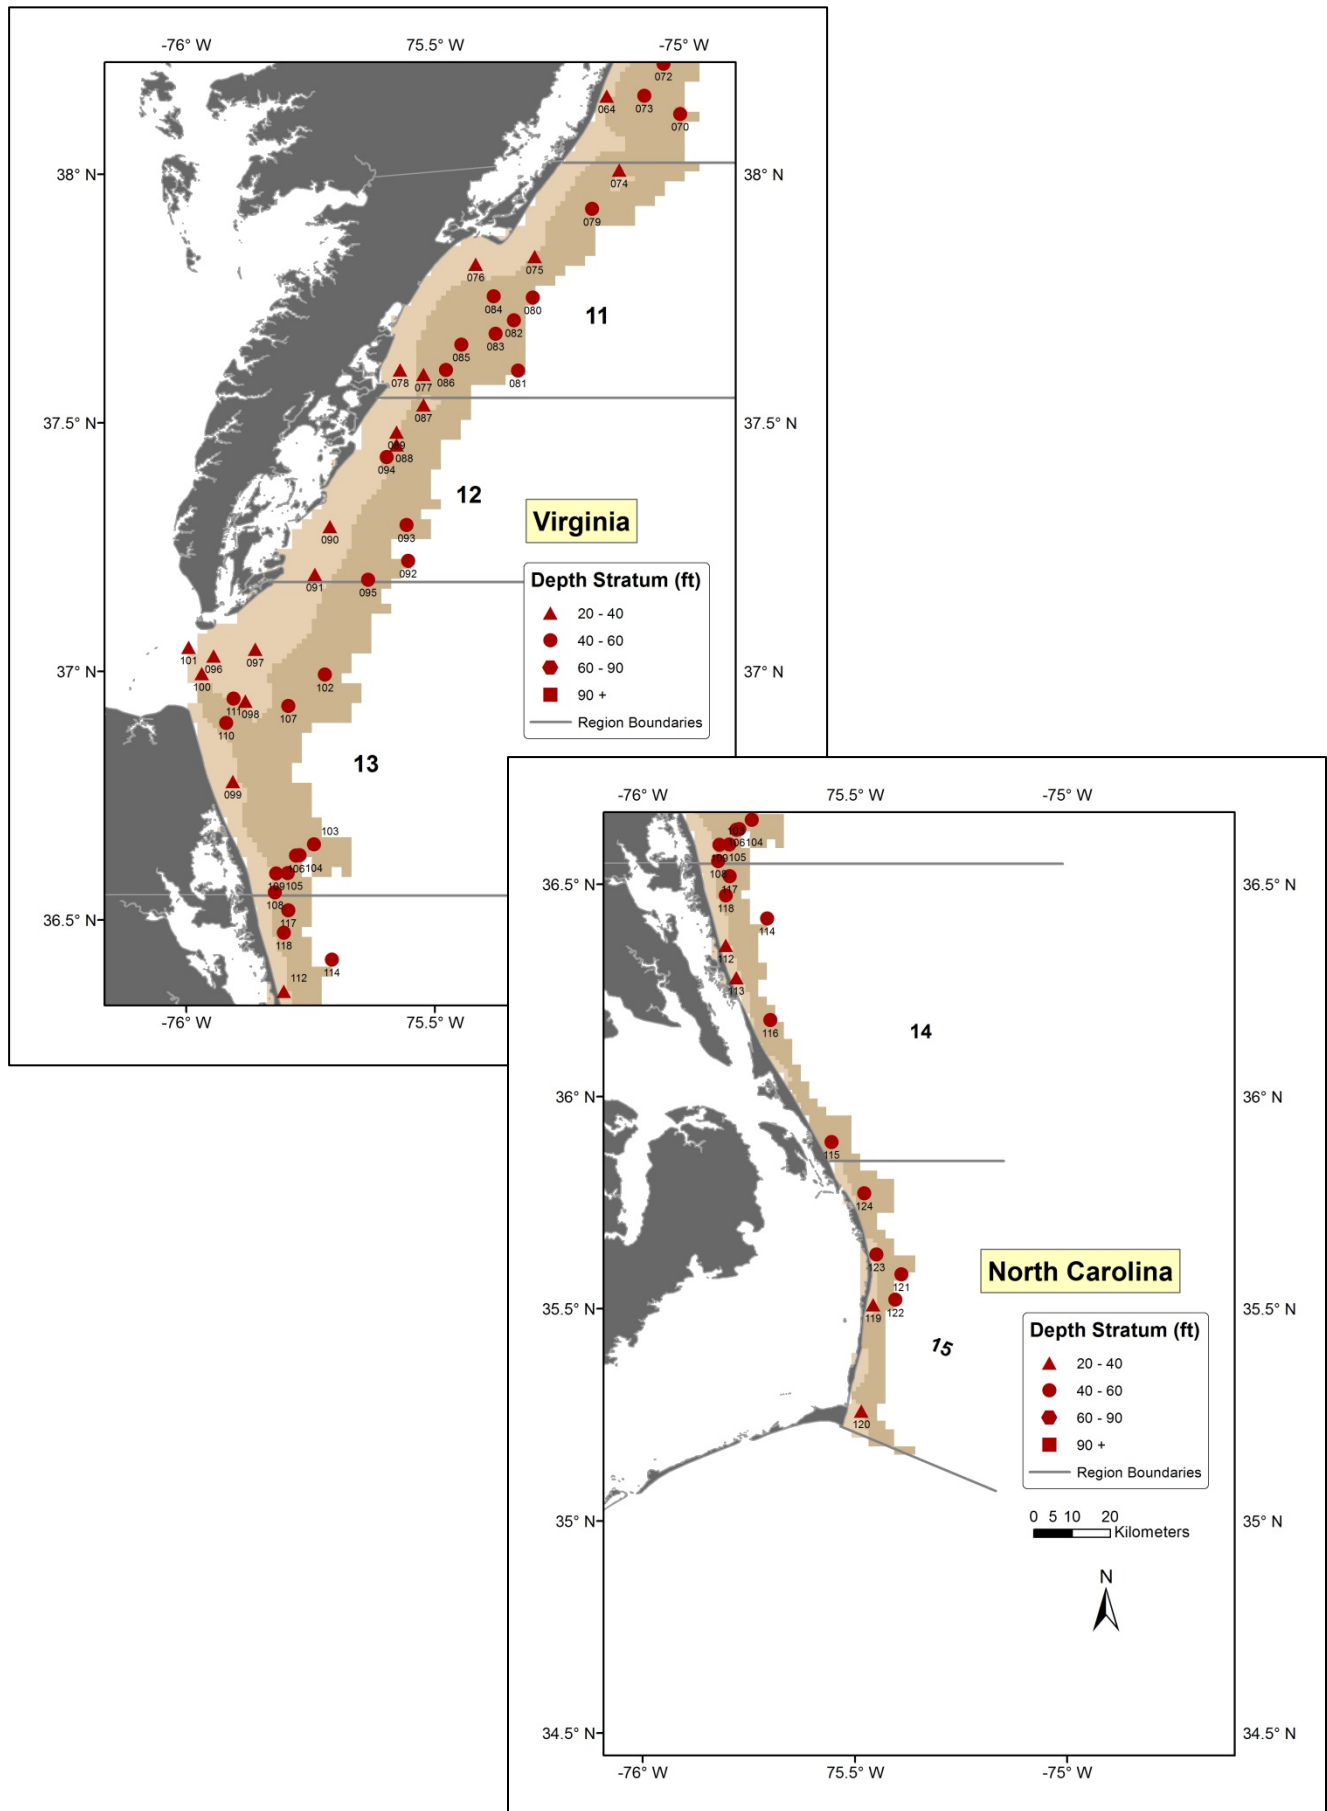 -76° W 75.5° W -75° W
072
064 073
070
38° N 38° N
074
079
075
076
084 080
11
082
083
085
078 077 086 081
087
37.5° N 37.5° N
089
088
094
12
Virginia
090 093
092
091 095
Depth Stratum (ft)
20 - 40
40 - 60
60 - 90
90 +
Region Boundaries
101 096 097
37° N 37° N
100 102
111 098 107
110
13
099
103
106 104
109 105
108
36.5° N
117
118
114
112
-76° W 75.5° W
-76° W 75.5° W -75° W
103
106 104
109 105
108
36.5° N 36.5° N
117
118
114
112
113
14
116
36° N 36° N
115
124
123
North Carolina
121
35.5° N 35.5° N
119 122
15
Depth Stratum (ft)
20 - 40
40 - 60
60 - 90
90 +
Region Boundaries
120
0 5 10 20
Kilometers
35° N 35° N
N
34.5° N 34.5° N
-76° W 75.5° W -75° W